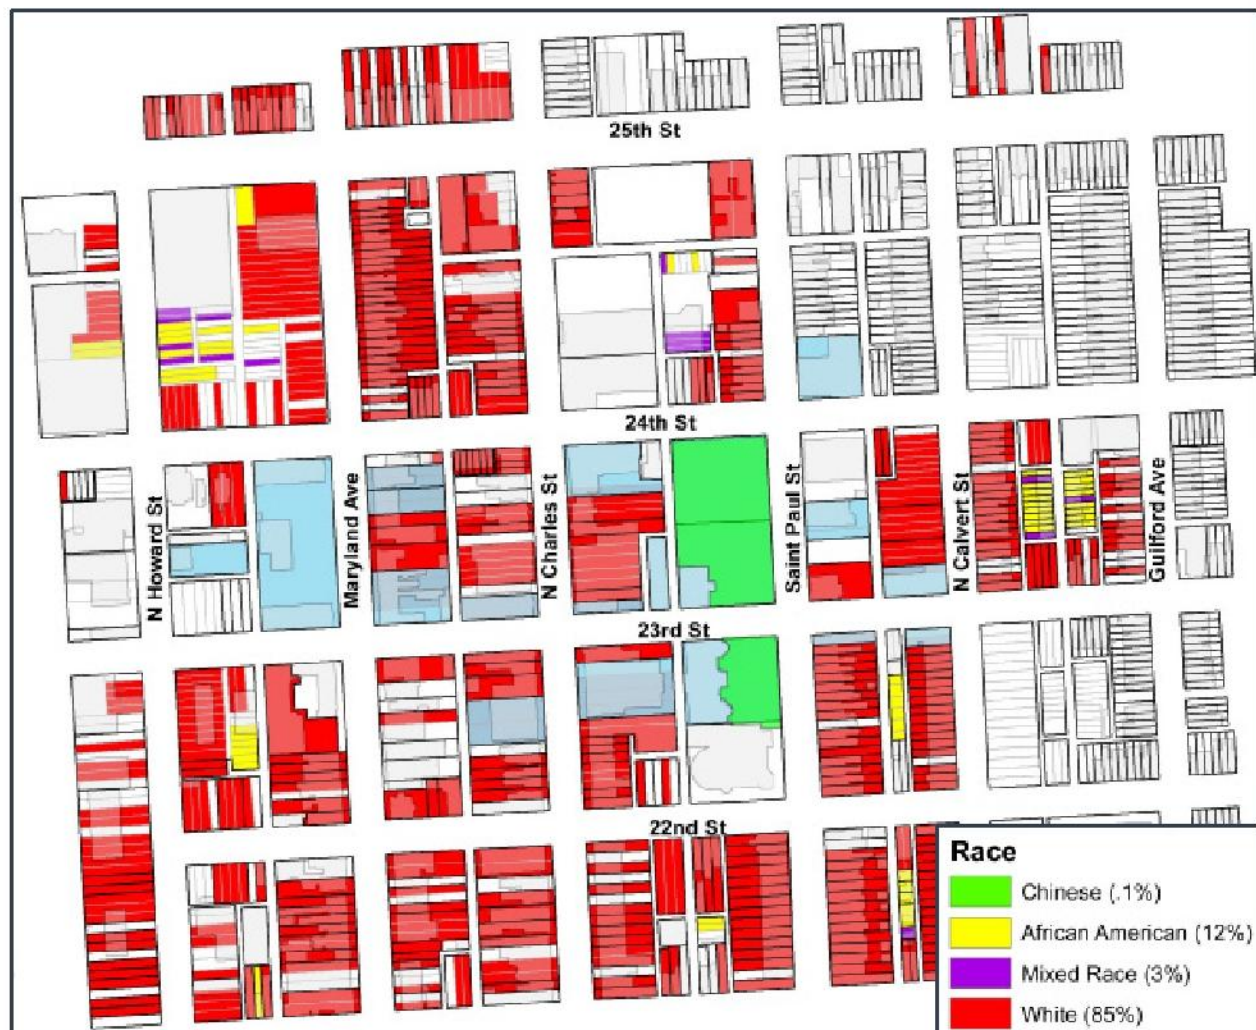 25th St
24th St
N Howard St
Maryland Ave
N Charles St
Saint Paul St
N Calvert St
Guilford Ave
23rd St
22nd St
Race
Chinese (.1%)
African American (12%)
Mixed Race (3%)
White (85%)